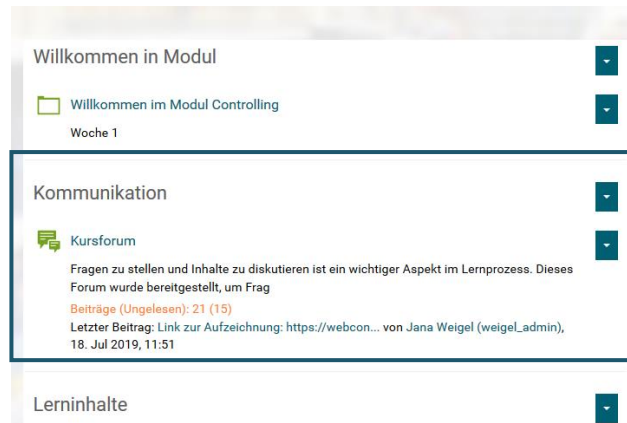 Willkommen in Modul
Willkommen im Modul Controlling
Woche 1
Kommunikation
Kursforum
Fragen zu stellen und Inhalte zu diskutieren ist ein wichtiger Aspekt im Lernprozess. Dieses
Forum wurde bereitgestellt, um Frag
Beiträge (Ungelesen): 21 (15)
Letzter Beitrag: Link zur Aufzeichnung: https://webcon... von Jana Weigel (weigel_admin),
18. Jul 2019, 11:51
Lerninhalte